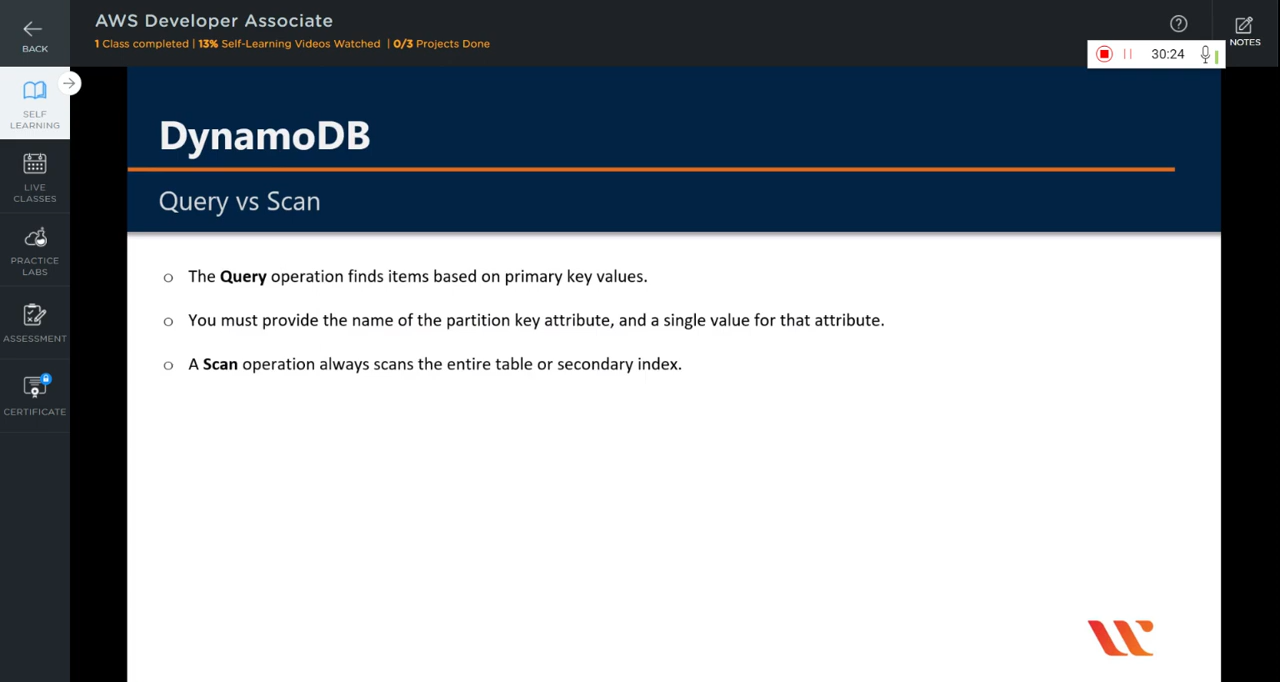 BACK
AWS Developer Associate
1 Class completed | 13% Self-Learning Videos Watched | 0/3 Projects Done
NOTES
30:24
SELF
LEARNING
LIVE
CLASSES
PRACTICE
LABS
ASSESSMENT
CERTIFICATE
DynamoDB
Query vs Scan
o The Query operation finds items based on primary key values.
o You must provide the name of the partition key attribute, and a single value for that attribute.
o A Scan operation always scans the entire table or secondary index.